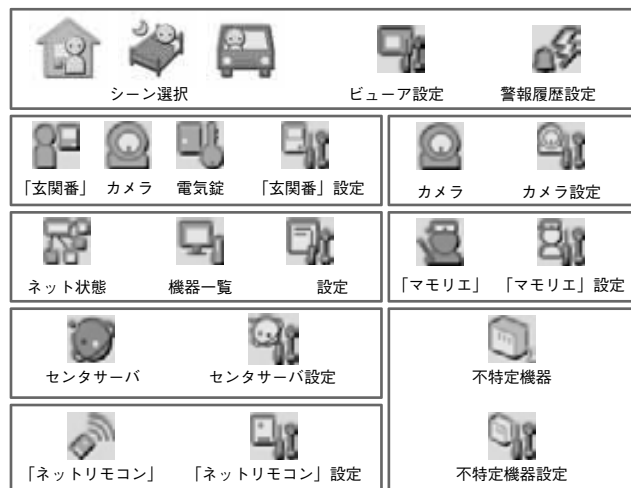 シーン選択 ビューア設定 警報履歴設定
「玄関番」 カメラ 電気錠 「玄関番」設定
カメラ カメラ設定
ネット状態 機器一覧 設定
「マモリエ」 「マモリエ」設定
センタサーバ センタサーバ設定
不特定機器
「ネットリモコン」 「ネットリモコン」設定
不特定機器設定